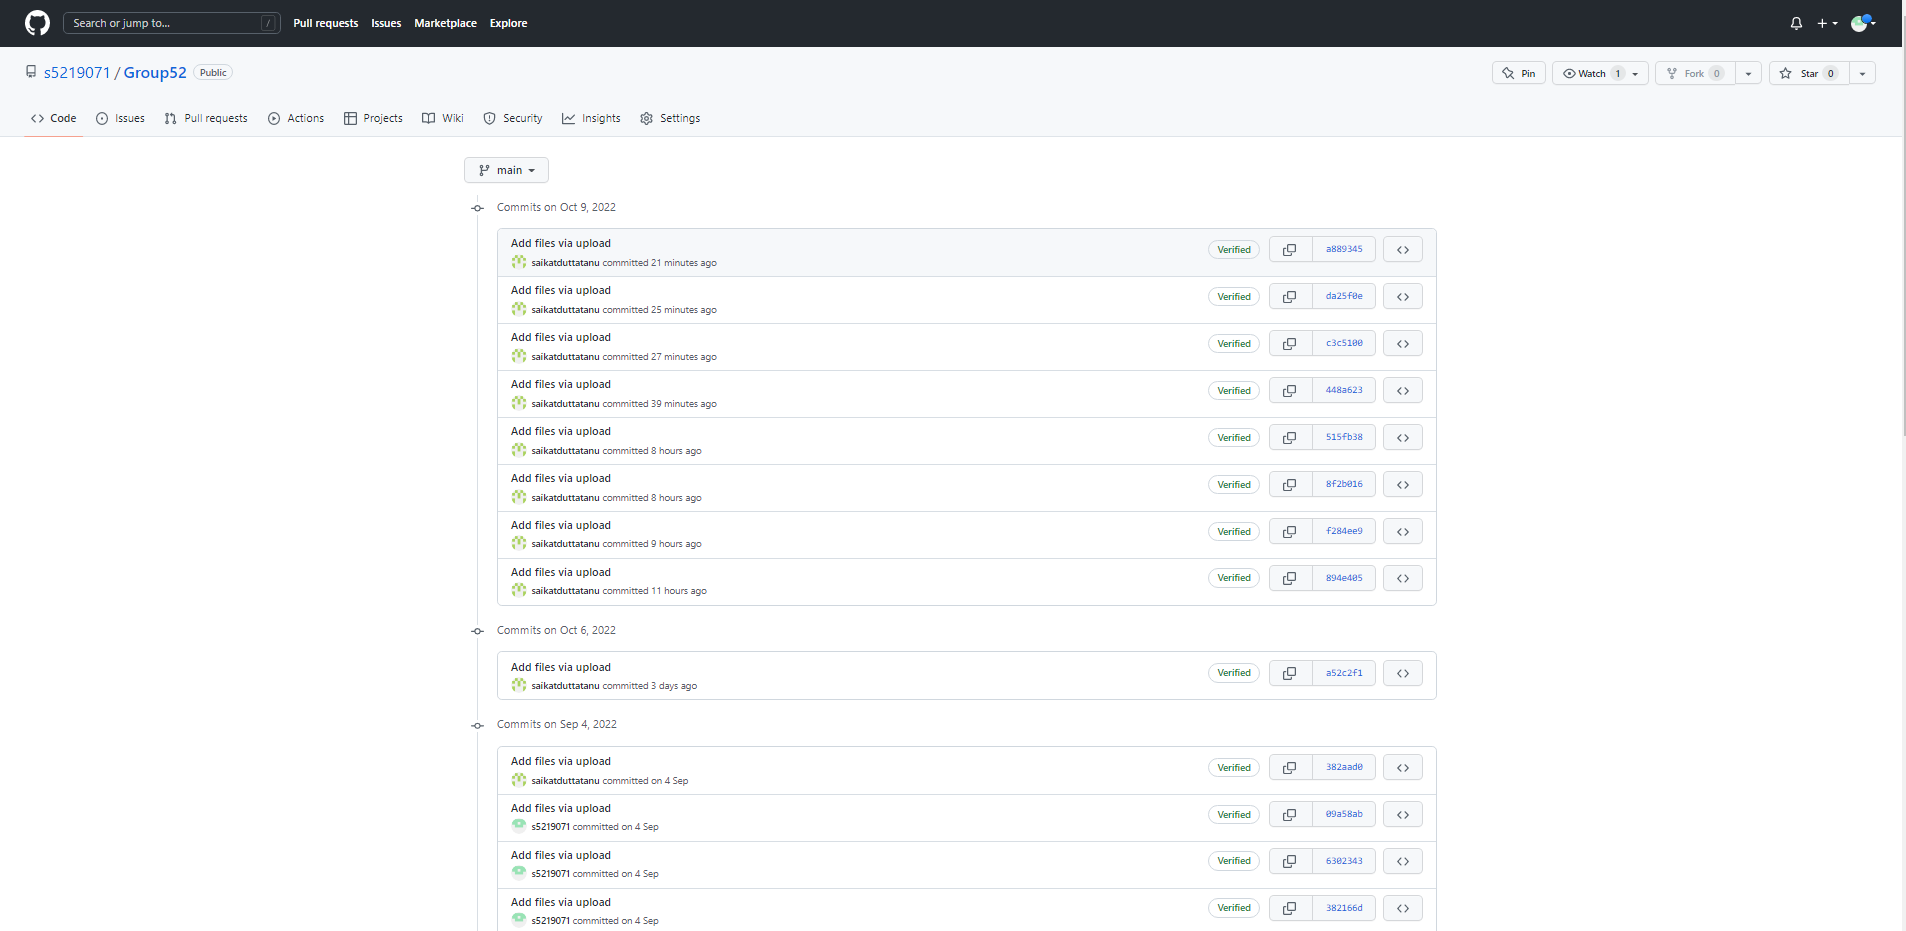 Search or jump to... / Pull requests Issues Marketplace Explore
s5219071 / Group52 Public Pin Watch 1 Fork 0 Star 0
Code Issues Pull requests Actions Projects Wiki Security Insights Settings
main
Commits on Oct 9, 2022
Add files via upload
saikatduttatanu committed 21 minutes ago Verified a889345
Add files via upload
saikatduttatanu committed 25 minutes ago Verified da25f0e
Add files via upload
saikatduttatanu committed 27 minutes ago Verified c3c5100
Add files via upload
saikatduttatanu committed 39 minutes ago Verified 448a623
Add files via upload
saikatduttatanu committed 8 hours ago Verified 515fb38
Add files via upload
saikatduttatanu committed 8 hours ago Verified 8f2b016
Add files via upload
saikatduttatanu committed 9 hours ago Verified f284ee9
Add files via upload
saikatduttatanu committed 11 hours ago Verified 894e405
Commits on Oct 6, 2022
Add files via upload
saikatduttatanu committed 3 days ago Verified a52c2f1
Commits on Sep 4, 2022
Add files via upload
saikatduttatanu committed on 4 Sep Verified 382aad0
Add files via upload
s5219071 committed on 4 Sep Verified 09a58ab
Add files via upload
s5219071 committed on 4 Sep Verified 6302343
Add files via upload
s5219071 committed on 4 Sep Verified 382166d